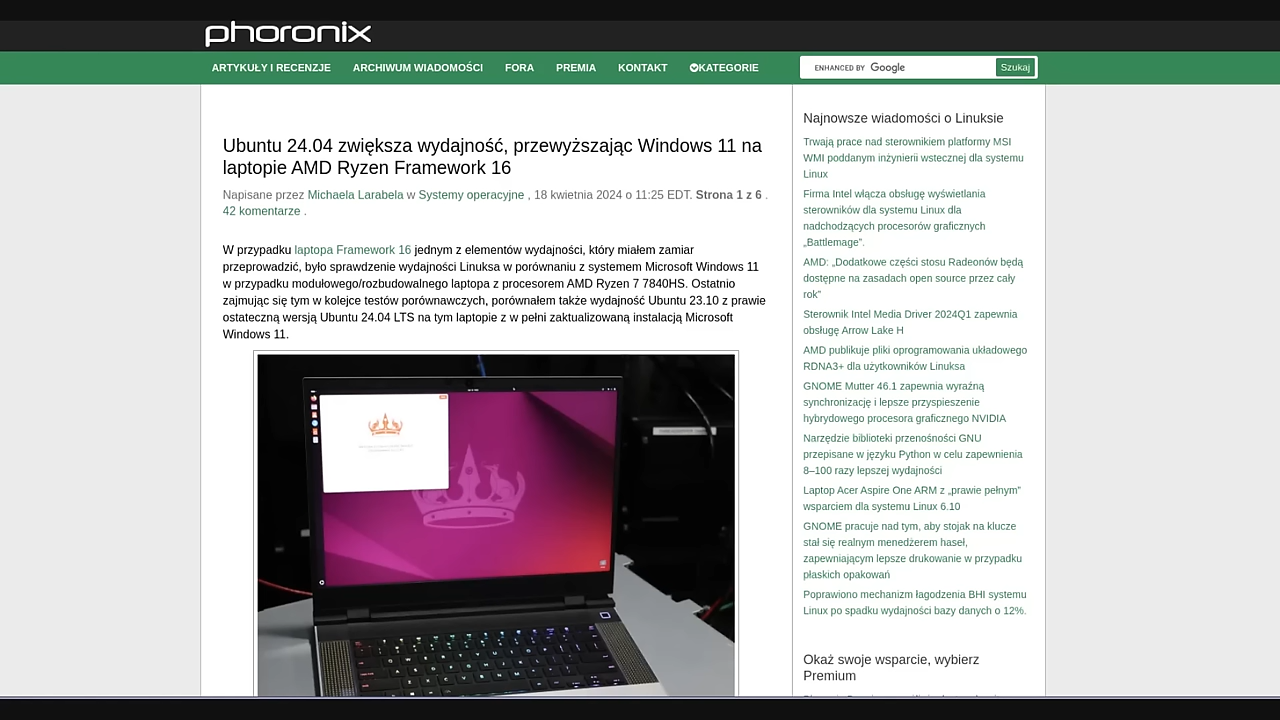 phoronix
ARTYKUŁY I RECENZJE ARCHIWUM WIADOMOŚCI FORA PREMIA KONTAKT KATEGORIE
ENHANCED BY Google Szukaj
Ubuntu 24.04 zwiększa wydajność, przewyższając Windows 11 na
laptopie AMD Ryzen Framework 16
Napisane przez Michaela Larabela w Systemy operacyjne , 18 kwietnia 2024 o 11:25 EDT. Strona 1 z 6 .
42 komentarze .
W przypadku laptopa Framework 16 jednym z elementów wydajności, który miałem zamiar
przeprowadzić, było sprawdzenie wydajności Linuksa w porównaniu z systemem Microsoft Windows 11
w przypadku modułowego/rozbudowalnego laptopa z procesorem AMD Ryzen 7 7840HS. Ostatnio
zajmując się tym w kolejce testów porównawczych, porównałem także wydajność Ubuntu 23.10 z prawie
ostateczną wersją Ubuntu 24.04 LTS na tym laptopie z w pełni zaktualizowaną instalacją Microsoft
Windows 11.
Najnowsze wiadomości o Linuksie
Trwają prace nad sterownikiem platformy MSI
WMI poddanym inżynierii wstecznej dla systemu
Linux
Firma Intel włącza obsługę wyświetlania
sterowników dla systemu Linux dla
nadchodzących procesorów graficznych
„Battlemage”.
AMD: „Dodatkowe części stosu Radeonów będą
dostępne na zasadach open source przez cały
rok”
Sterownik Intel Media Driver 2024Q1 zapewnia
obsługę Arrow Lake H
AMD publikuje pliki oprogramowania układowego
RDNA3+ dla użytkowników Linuksa
GNOME Mutter 46.1 zapewnia wyraźną
synchronizację i lepsze przyspieszenie
hybrydowego procesora graficznego NVIDIA
Narzędzie biblioteki przenośności GNU
przepisane w języku Python w celu zapewnienia
8–100 razy lepszej wydajności
Laptop Acer Aspire One ARM z „prawie pełnym”
wsparciem dla systemu Linux 6.10
GNOME pracuje nad tym, aby stojak na klucze
stał się realnym menedżerem haseł,
zapewniającym lepsze drukowanie w przypadku
płaskich opakowań
Poprawiono mechanizm łagodzenia BHI systemu
Linux po spadku wydajności bazy danych o 12%.
Okaż swoje wsparcie, wybierz
Premium